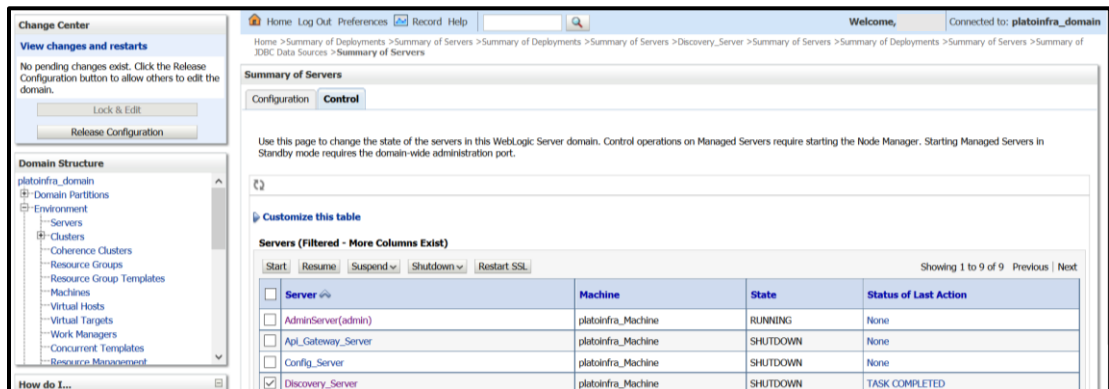 Change Center
View changes and restarts
No pending changes exist. Click the Release
Configuration button to allow others to edit the
domain.
Lock & Edit
Release Configuration
Domain Structure
platoinfra_domain
Domain Partitions
Environment
Servers
Clusters
Coherence Clusters
Resource Groups
Resource Group Templates
Machines
Virtual Hosts
Virtual Targets
Work Managers
Concurrent Templates
Resource Management
How do I...
Home Log Out Preferences Record Help
Welcome,
Connected to: platoinfra_domain
Home >Summary of Deployments >Summary of Servers >Summary of Deployments >Summary of Servers >Discovery_Server >Summary of Servers >Summary of Deployments >Summary of Servers >Summary of
JDBC Data Sources >Summary of Servers
Summary of Servers
Configuration Control
Use this page to change the state of the servers in this WebLogic Server domain. Control operations on Managed Servers require starting the Node Manager. Starting Managed Servers in
Standby mode requires the domain-wide administration port.
Customize this table
Servers (Filtered - More Columns Exist)
Start Resume Suspend Shutdown Restart SSL Showing 1 to 9 of 9 Previous | Next
Server Machine State Status of Last Action
AdminServer(admin) platoinfra_Machine RUNNING None
Api_Gateway_Server platoinfra_Machine SHUTDOWN None
Config_Server platoinfra_Machine SHUTDOWN None
Discovery_Server platoinfra_Machine SHUTDOWN TASK COMPLETED